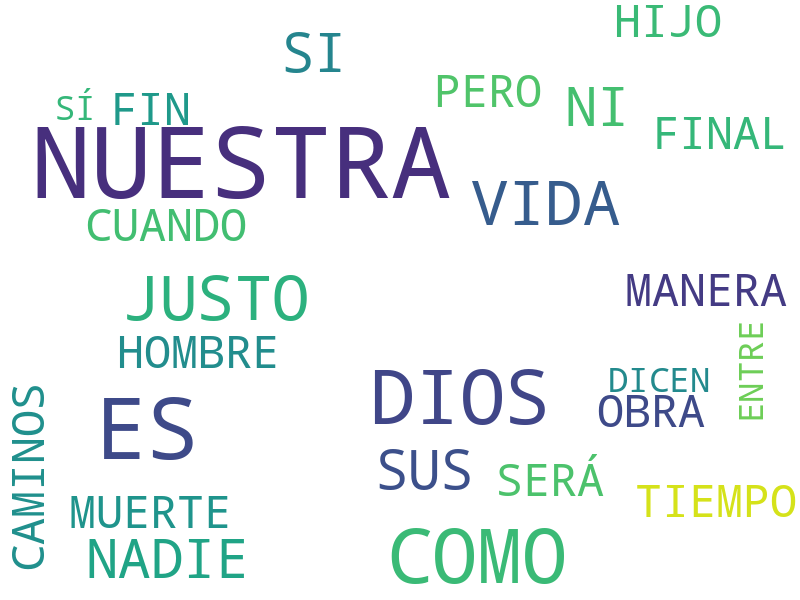 HIJO
SI
PERO
NI
SÍ
FIN
FINAL
NUESTRA
VIDA
CUANDO
JUSTO
MANERA
HOMBRE
ENTRE
DIOS
DICEN
OBRA
ES
CAMINOS
SUS
SERÁ
TIEMPO
MUERTE
NADIE
COMO